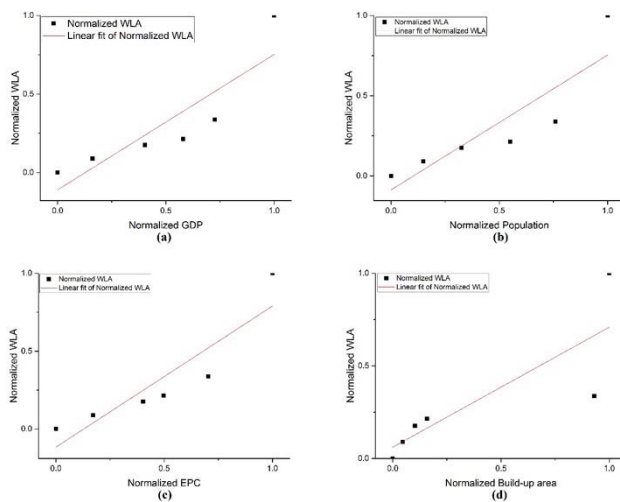 1.0
Normalized WLA
Linear fit of Normalized WLA
Normalized WLA
0.5
0.0
0.0
0.5
1.0
Normalized GDP
(a)
1.0
Normalized WLA
Linear fit of Normalized WLA
Normalized WLA
0.5
0.0
0.0
0.5
1.0
Normalized Population
(b)
1.0
Normalized WLA
Linear fit of Normalized WLA
Normalized WLA
0.5
0.0
0.0
0.5
1.0
Normalized EPC
(c)
1.0
Normalized WLA
Linear fit of Normalized WLA
Normalized WLA
0.5
0.0
0.0
0.5
1.0
Normalized Build-up area
(d)